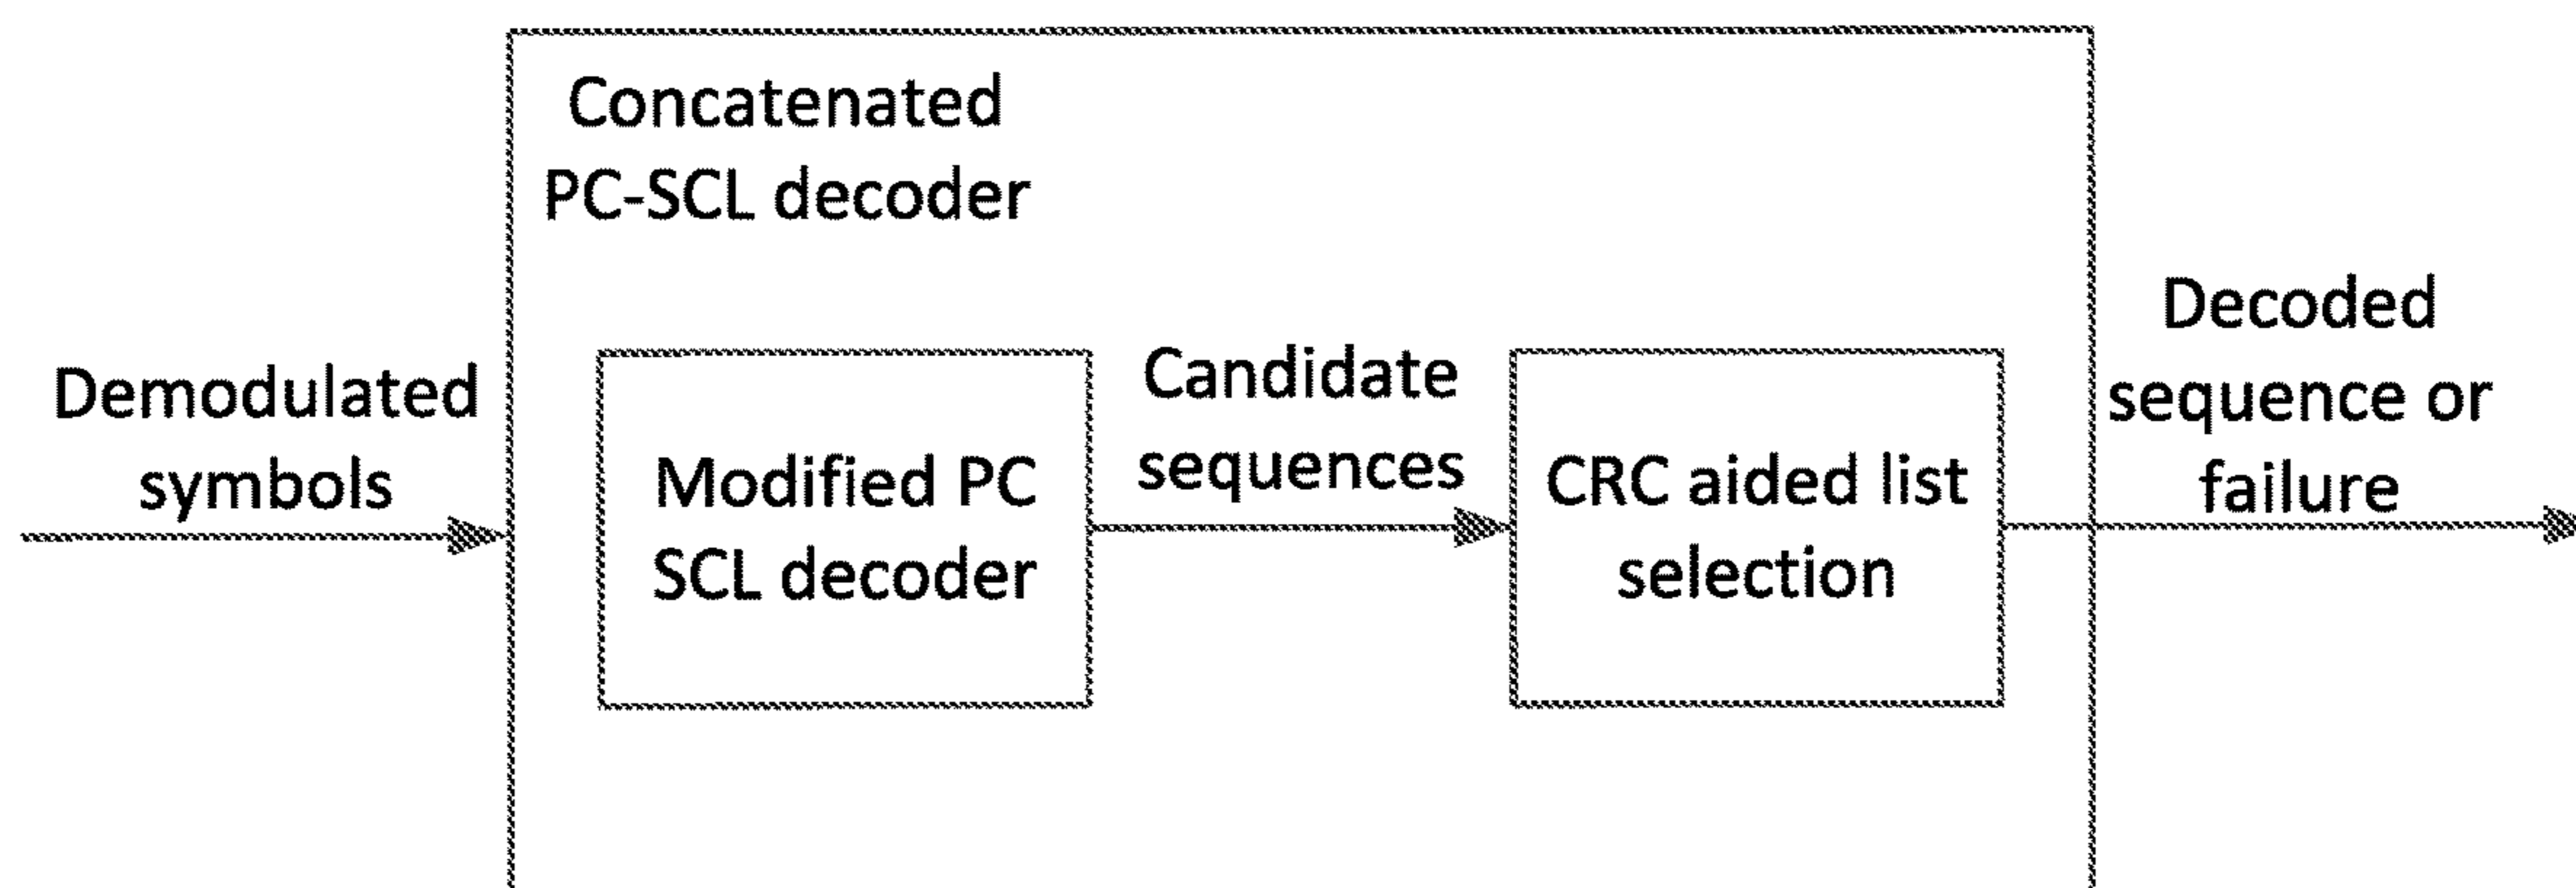 Concatenated
PC-SCL decoder
Demodulated
symbols
Modified PC
SCL decoder
Candidate
sequences
CRC aided list
selection
Decoded
sequence or
failure